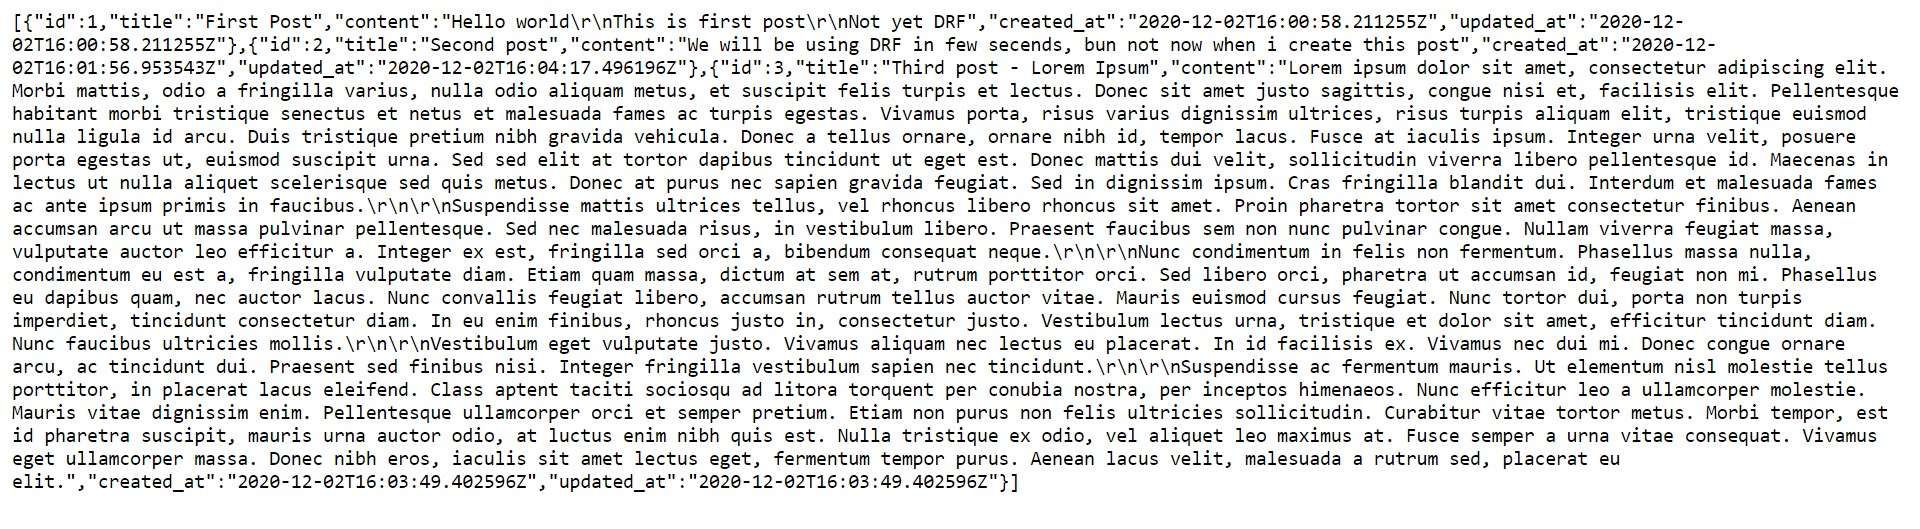 [{"id":1,"title":"First Post","content":"Hello world\r\nThis is first post\r\nNot yet DRF","created_at":"2020-12-02T16:00:58.211255Z","updated_at":"2020-12-
02T16:00:58.211255Z"},{"id":2,"title":"Second post","content":"We will be using DRF in few secends, bun not now when i create this post","created_at":"2020-12-
02T16:01:56.953543Z","updated_at":"2020-12-02T16:04:17.496196Z"},{"id":3,"title":"Third post - Lorem Ipsum","content":"Lorem ipsum dolor sit amet, consectetur adipiscing elit.
Morbi mattis, odio a fringilla varius, nulla odio aliquam metus, et suscipit felis turpis et lectus. Donec sit amet justo sagittis, congue nisi et, facilisis elit. Pellentesque
habitant morbi tristique senectus et netus et malesuada fames ac turpis egestas. Vivamus porta, risus varius dignissim ultrices, risus turpis aliquam elit, tristique euismod
nulla ligula id arcu. Duis tristique pretium nibh gravida vehicula. Donec a tellus ornare, ornare nibh id, tempor lacus. Fusce at iaculis ipsum. Integer urna velit, posuere
porta egestas ut, euismod suscipit urna. Sed sed elit at tortor dapibus tincidunt ut eget est. Donec mattis dui velit, sollicitudin viverra libero pellentesque id. Maecenas in
lectus ut nulla aliquet scelerisque sed quis metus. Donec at purus nec sapien gravida feugiat. Sed in dignissim ipsum. Cras fringilla blandit dui. Interdum et malesuada fames
ac ante ipsum primis in faucibus.\r\n\r\nSuspendisse mattis ultrices tellus, vel rhoncus libero rhoncus sit amet. Proin pharetra tortor sit amet consectetur finibus. Aenean
accumsan arcu ut massa pulvinar pellentesque. Sed nec malesuada risus, in vestibulum libero. Praesent faucibus sem non nunc pulvinar congue. Nullam viverra feugiat massa,
vulputate auctor leo efficitur a. Integer ex est, fringilla sed orci a, bibendum consequat neque.\r\n\r\nNunc condimentum in felis non fermentum. Phasellus massa nulla,
condimentum eu est a, fringilla vulputate diam. Etiam quam massa, dictum at sem at, rutrum porttitor orci. Sed libero orci, pharetra ut accumsan id, feugiat non mi. Phasellus
eu dapibus quam, nec auctor lacus. Nunc convallis feugiat libero, accumsan rutrum tellus auctor vitae. Mauris euismod cursus feugiat. Nunc tortor dui, porta non turpis
imperdiet, tincidunt consectetur diam. In eu enim finibus, rhoncus justo in, consectetur justo. Vestibulum lectus urna, tristique et dolor sit amet, efficitur tincidunt diam.
Nunc faucibus ultricies mollis.\r\n\r\nVestibulum eget vulputate justo. Vivamus aliquam nec lectus eu placerat. In id facilisis ex. Vivamus nec dui mi. Donec congue ornare
arcu, ac tincidunt dui. Praesent sed finibus nisi. Integer fringilla vestibulum sapien nec tincidunt.\r\n\r\nSuspendisse ac fermentum mauris. Ut elementum nisl molestie tellus
porttitor, in placerat lacus eleifend. Class aptent taciti sociosqu ad litora torquent per conubia nostra, per inceptos himenaeos. Nunc efficitur leo a ullamcorper molestie.
Mauris vitae dignissim enim. Pellentesque ullamcorper orci et semper pretium. Etiam non purus non felis ultricies sollicitudin. Curabitur vitae tortor metus. Morbi tempor, est
id pharetra suscipit, mauris urna auctor odio, at luctus enim nibh quis est. Nulla tristique ex odio, vel aliquet leo maximus at. Fusce semper a urna vitae consequat. Vivamus
eget ullamcorper massa. Donec nibh eros, iaculis sit amet lectus eget, fermentum tempor purus. Aenean lacus velit, malesuada a rutrum sed, placerat eu
elit.","created_at":"2020-12-02T16:03:49.402596Z","updated_at":"2020-12-02T16:03:49.402596Z"}]